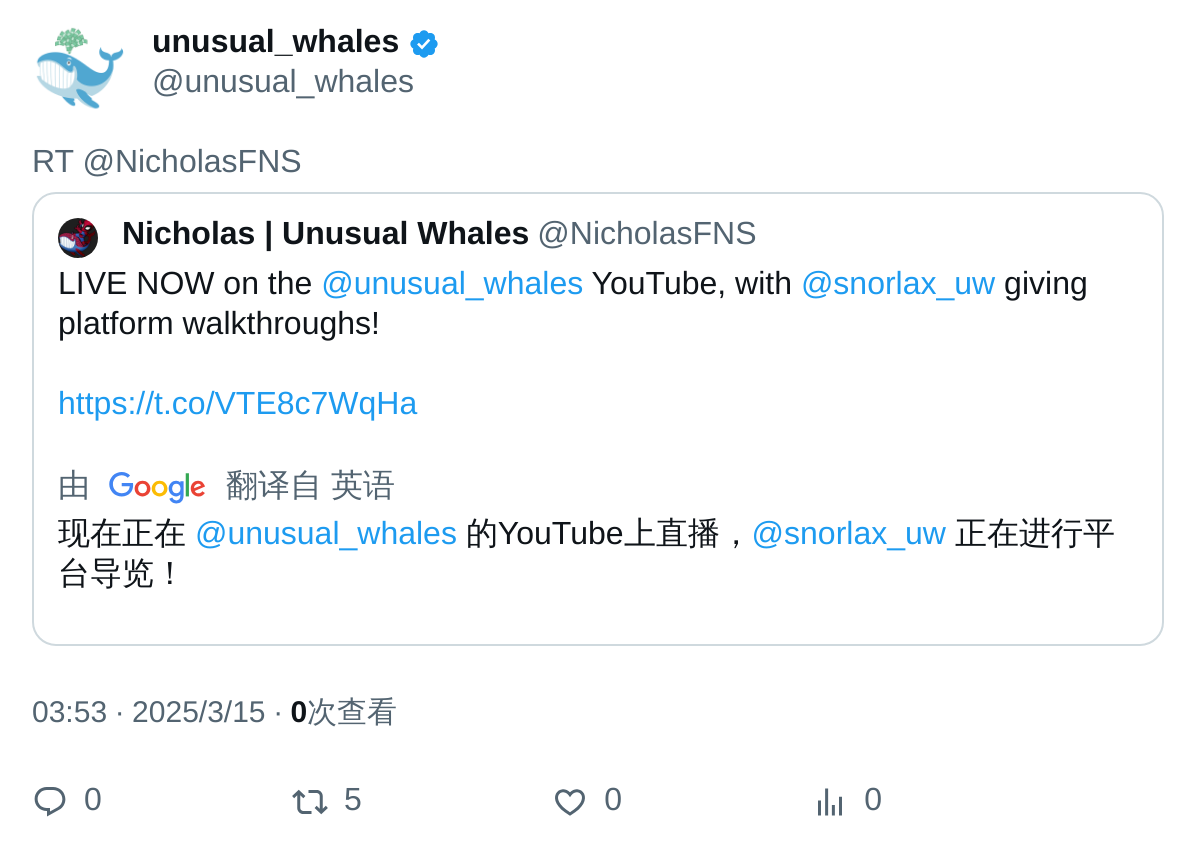 unusual_whales
@unusual_whales
RT @NicholasFNS
Nicholas | Unusual Whales @NicholasFNS
LIVE NOW on the @unusual_whales YouTube, with @snorlax_uw giving
platform walkthroughs!
https://t.co/VTE8c7WqHa
由 Google 翻译自 英语
现在正在 @unusual_whales 的YouTube上直播，@snorlax_uw 正在进行平
台导览！
03:53 · 2025/3/15 · 0次查看
0 5 0 0